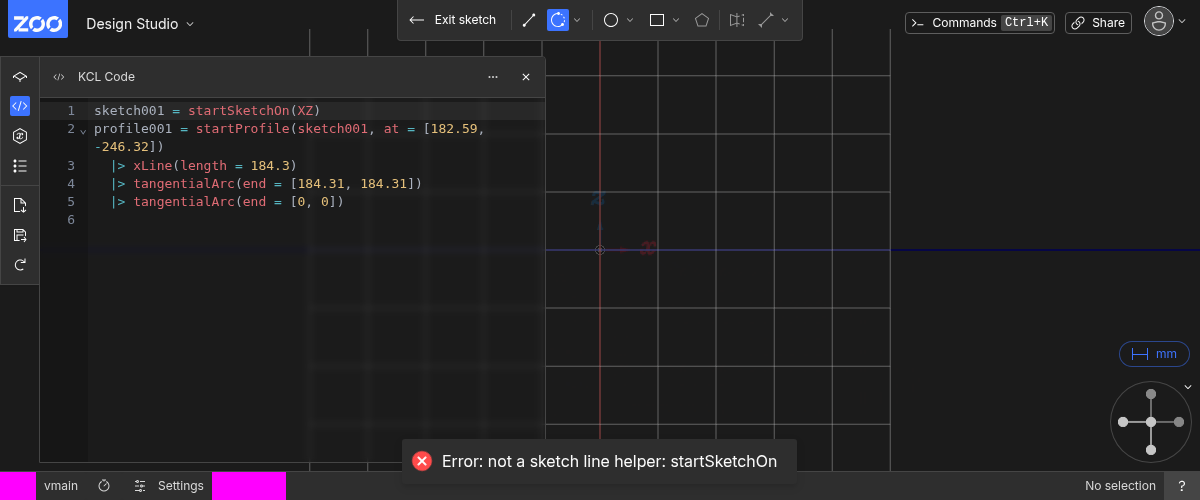 ZOO Design Studio
Exit sketch
Commands Ctrl+K
Share
KCL Code
1 sketch001 = startSketchOn(XZ)
2 profile001 = startProfile(sketch001, at = [182.59,
-246.32])
3 |> xLine(length = 184.3)
4 |> tangentialArc(end = [184.31, 184.31])
5 |> tangentialArc(end = [0, 0])
6
z
x
mm
Error: not a sketch line helper: startSketchOn
vmain
Settings
No selection
?